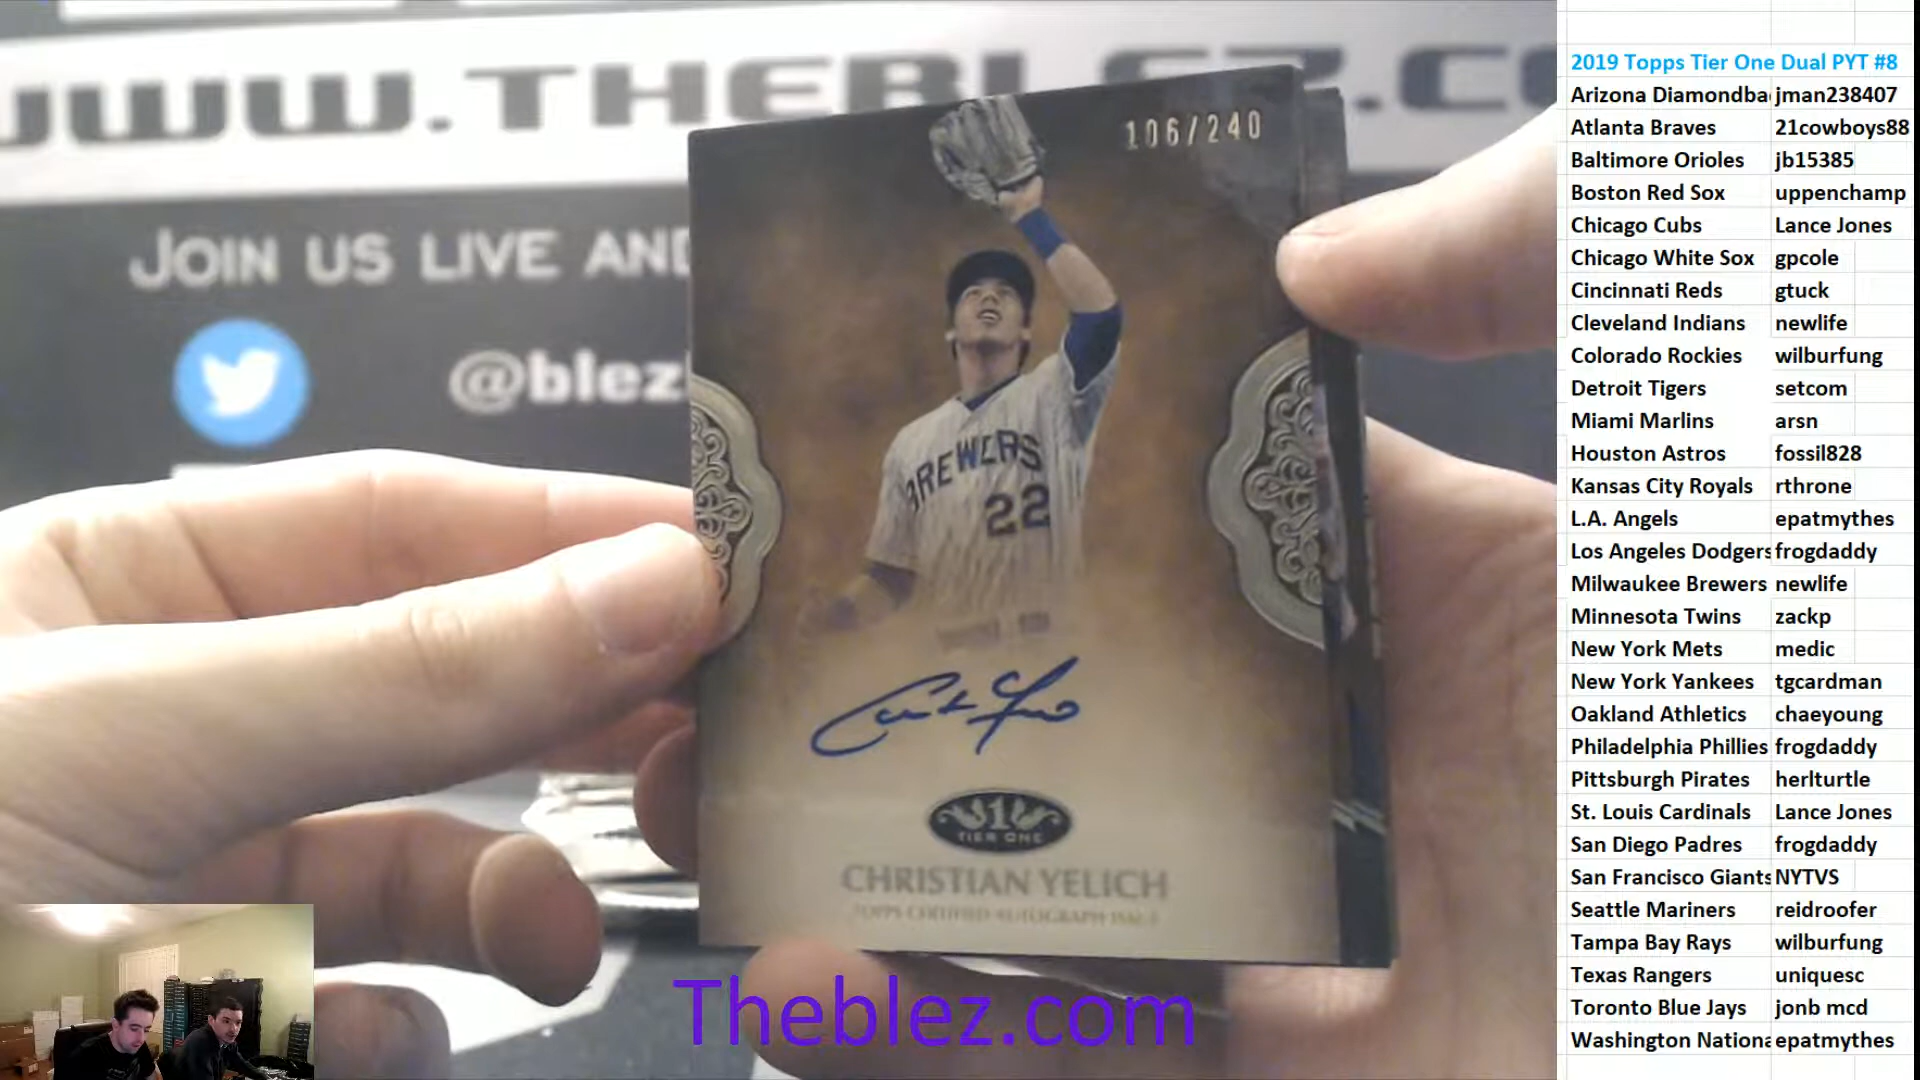 WWW.THEBLEZ.CO
JOIN US LIVE AND
@blez
106/240
BREWERS
22
1
TIER ONE
CHRISTIAN YELICH
TOPPS CERTIFIED AUTOGRAPH ISSUE
Theblez.com
2019 Topps Tier One Dual PYT #8
Arizona Diamondba jman238407
Atlanta Braves 21cowboys88
Baltimore Orioles jb15385
Boston Red Sox uppenchamp
Chicago Cubs Lance Jones
Chicago White Sox gpcole
Cincinnati Reds gtuck
Cleveland Indians newlife
Colorado Rockies wilburfung
Detroit Tigers setcom
Miami Marlins arsn
Houston Astros fossil828
Kansas City Royals rthrone
L.A. Angels epatmythes
Los Angeles Dodgers frogdaddy
Milwaukee Brewers newlife
Minnesota Twins zackp
New York Mets medic
New York Yankees tgcardman
Oakland Athletics chaeyoung
Philadelphia Phillies frogdaddy
Pittsburgh Pirates herlturtle
St. Louis Cardinals Lance Jones
San Diego Padres frogdaddy
San Francisco Giants NYTVS
Seattle Mariners reidroofer
Tampa Bay Rays wilburfung
Texas Rangers uniquesc
Toronto Blue Jays jonb mcd
Washington Nationa epatmythes